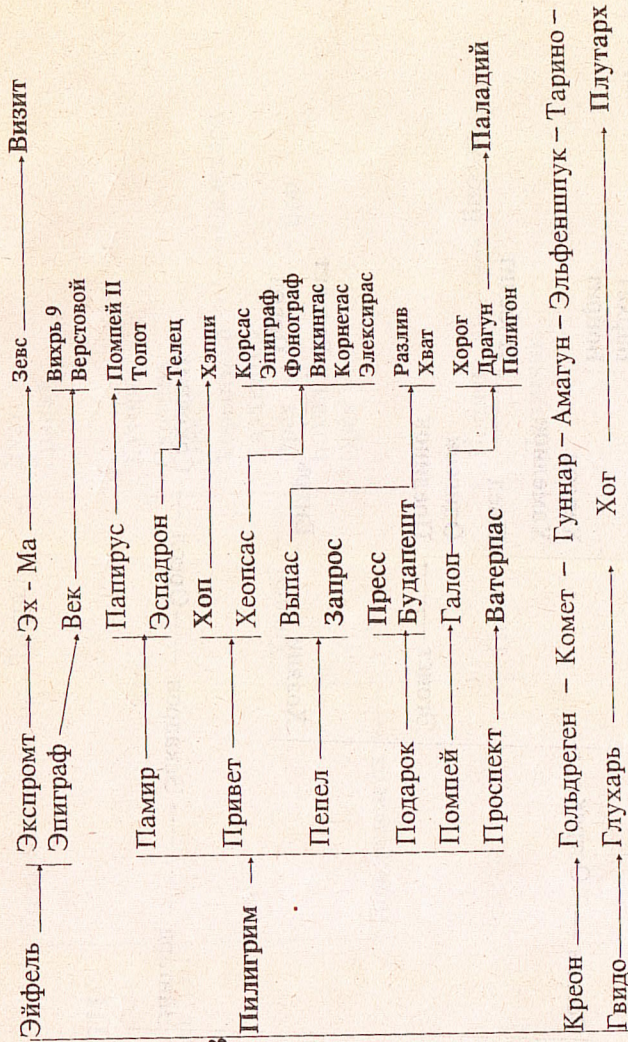 Эйфель
Экспромт
Эпиграф
Эх - Ма
Век
Зевс
Визит
Вихрь 9
Верстовой
Пилигрим
Памир
Папирус
Эспадрон
Помпей II
Топот
Телец
Привет
Хоп
Хеопсас
Хэппи
Корсас
Эпиграф
Фонограф
Викингас
Корнетас
Элексирас
Пепел
Выпас
Запрос
Разлив
Хват
Подарок
Пресс
Будапешт
Помпей
Галоп
Проспект
Ватерпас
Хорог
Драгун
Полигон
Паладий
Креон
Гольдреген – Комет – Гуннар – Амагун – Эльфеншпук – Тарино –
Гвидо
Глухарь
Хог
Плутарх